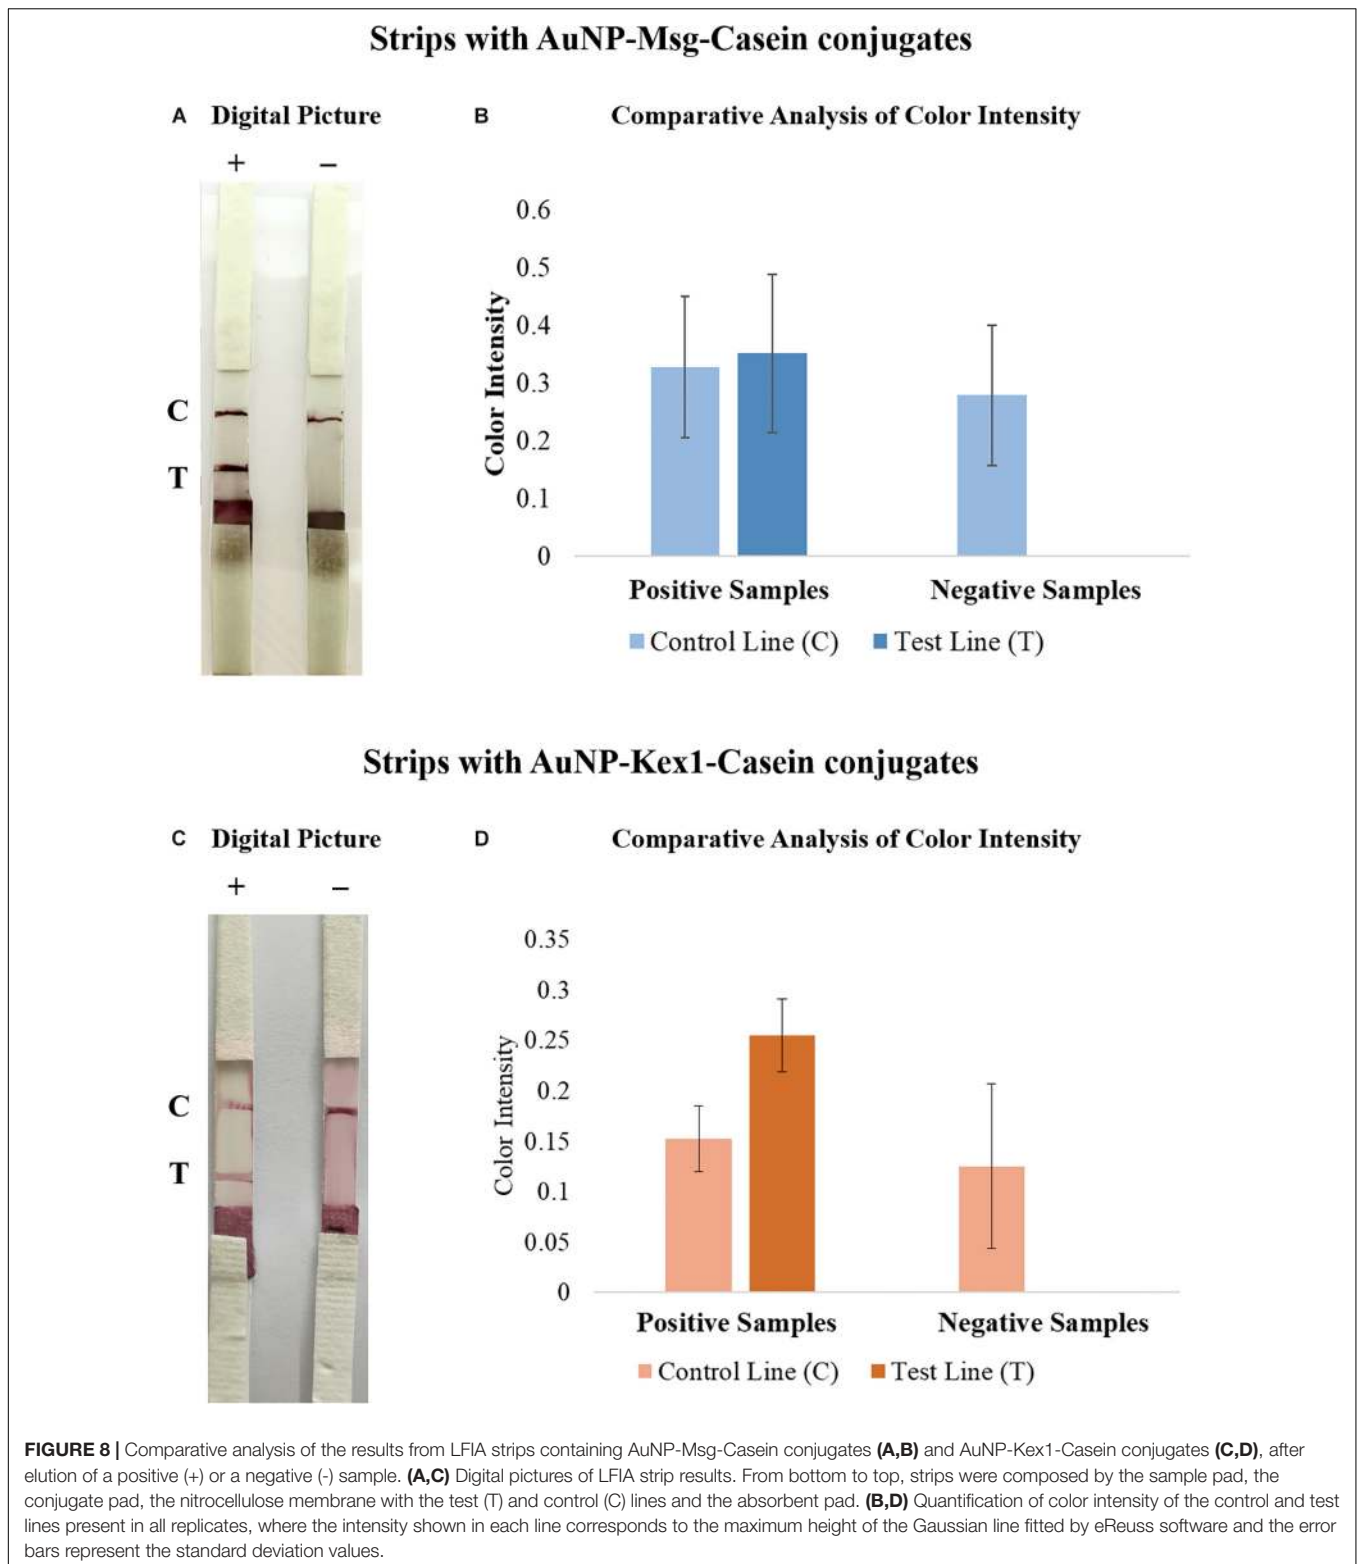 Strips with AuNP-Msg-Casein conjugates
A Digital Picture
+ –
C
T
B Comparative Analysis of Color Intensity
Color Intensity
0.6
0.5
0.4
0.3
0.2
0.1
0
Positive Samples Negative Samples
Control Line (C) Test Line (T)
Strips with AuNP-Kex1-Casein conjugates
C Digital Picture
+ –
C
T
D Comparative Analysis of Color Intensity
Color Intensity
0.35
0.3
0.25
0.2
0.15
0.1
0.05
0
Positive Samples Negative Samples
Control Line (C) Test Line (T)
FIGURE 8 | Comparative analysis of the results from LFIA strips containing AuNP-Msg-Casein conjugates (A,B) and AuNP-Kex1-Casein conjugates (C,D), after
elution of a positive (+) or a negative (-) sample. (A,C) Digital pictures of LFIA strip results. From bottom to top, strips were composed by the sample pad, the
conjugate pad, the nitrocellulose membrane with the test (T) and control (C) lines and the absorbent pad. (B,D) Quantification of color intensity of the control and test
lines present in all replicates, where the intensity shown in each line corresponds to the maximum height of the Gaussian line fitted by eReuss software and the error
bars represent the standard deviation values.